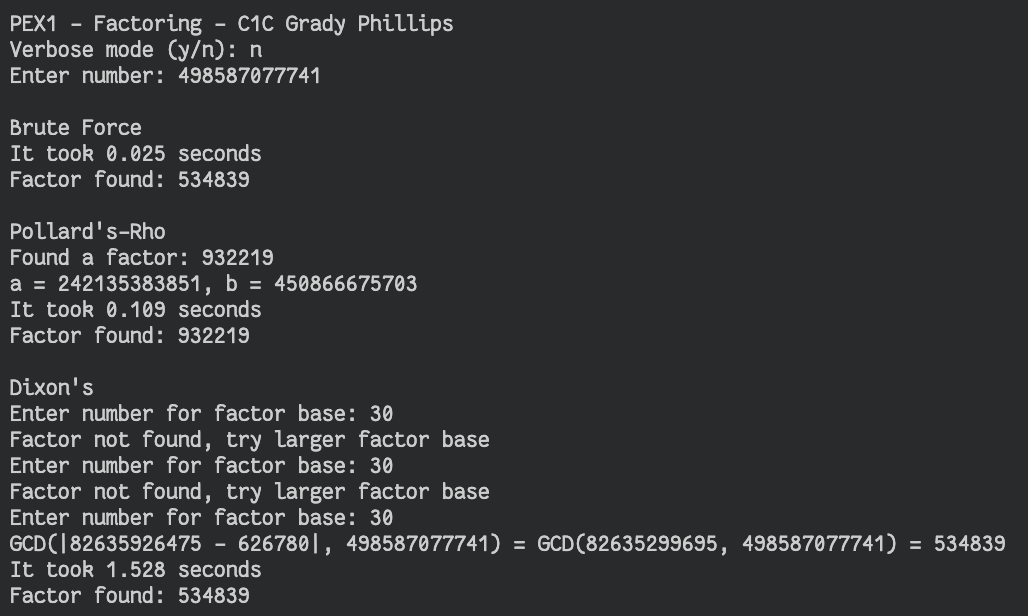 PEX1 - Factoring - C1C Grady Phillips
Verbose mode (y/n): n
Enter number: 498587077741
Brute Force
It took 0.025 seconds
Factor found: 534839
Pollard's-Rho
Found a factor: 932219
a = 242135383851, b = 450866675703
It took 0.109 seconds
Factor found: 932219
Dixon's
Enter number for factor base: 30
Factor not found, try larger factor base
Enter number for factor base: 30
Factor not found, try larger factor base
Enter number for factor base: 30
GCD(|82635926475 - 626780|, 498587077741) = GCD(82635299695, 498587077741) = 534839
It took 1.528 seconds
Factor found: 534839